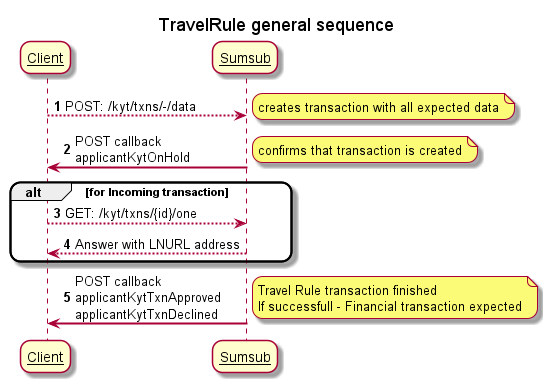 TravelRule general sequence
Client
Sumsub
1 POST: /kyt/txns/-/data
creates transaction with all expected data
POST callback
2 applicantKytOnHold
confirms that transaction is created
alt
[for Incoming transaction]
3 GET: /kyt/txns/{id}/one
4 Answer with LNURL address
POST callback
5 applicantKytTxnApproved
applicantKytTxnDeclined
Travel Rule transaction finished
If successfull - Financial transaction expected
Client
Sumsub